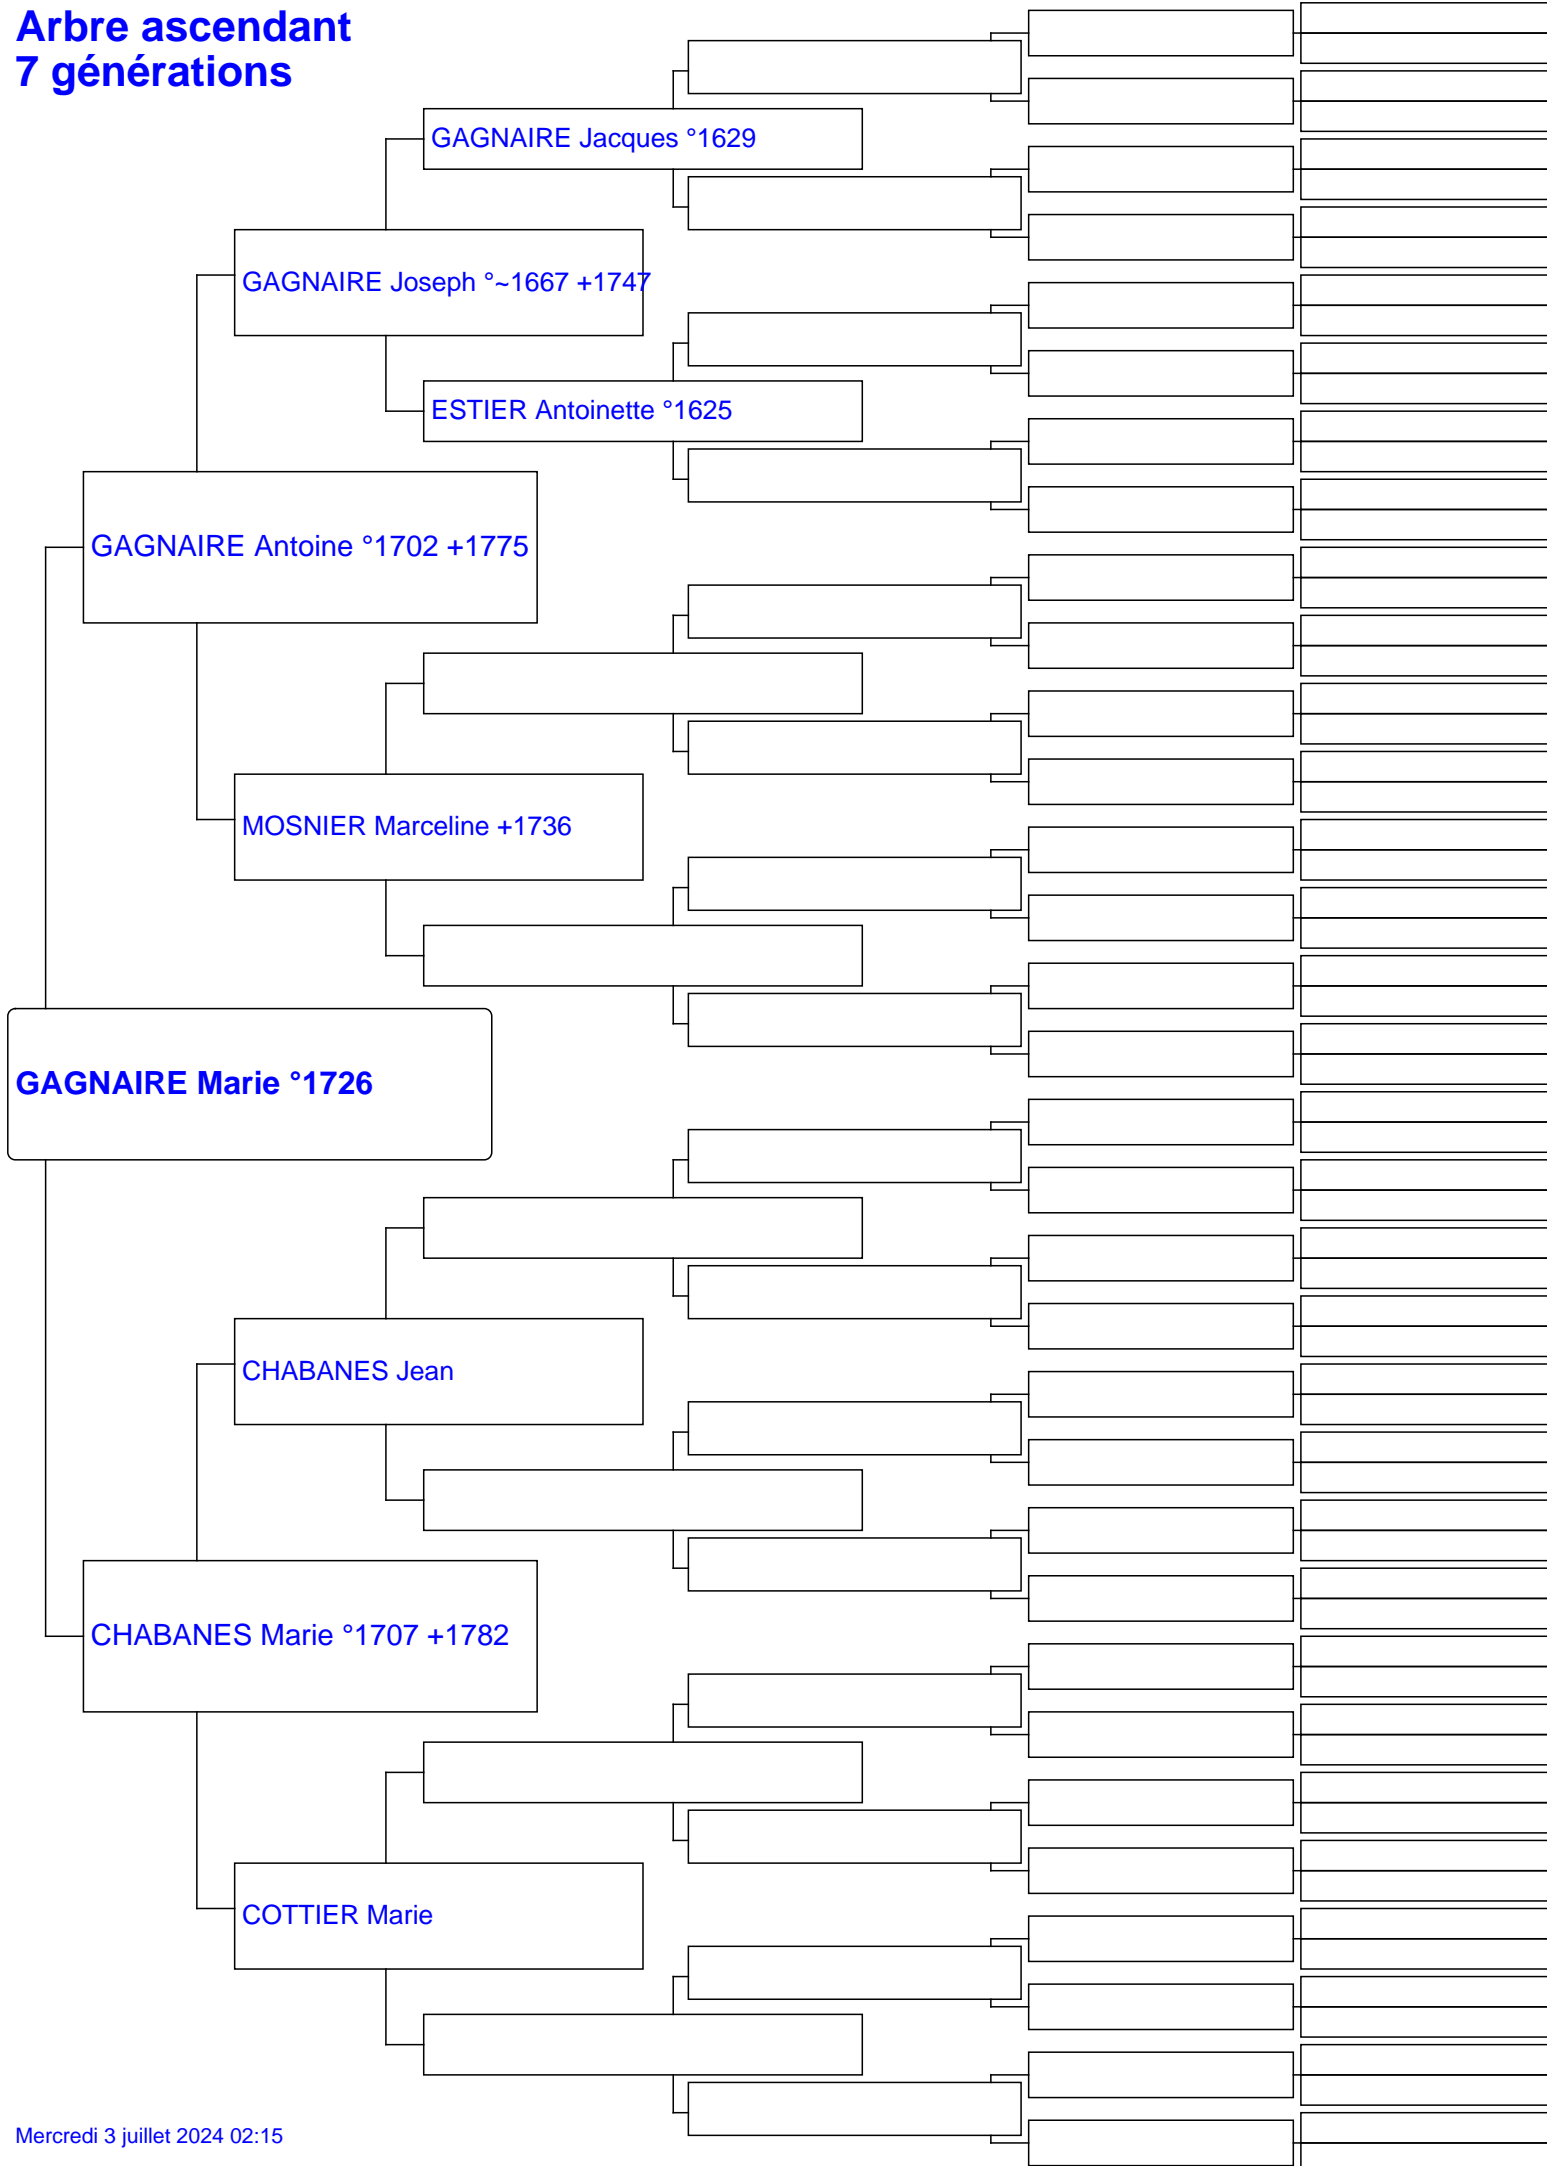 Arbre ascendant
7 générations
GAGNAIRE Jacques °1629
GAGNAIRE Joseph °~1667 +1747
ESTIER Antoinette °1625
GAGNAIRE Antoine °1702 +1775
MOSNIER Marceline +1736
GAGNAIRE Marie °1726
CHABANES Jean
CHABANES Marie °1707 +1782
COTTIER Marie
Mercredi 3 juillet 2024 02:15